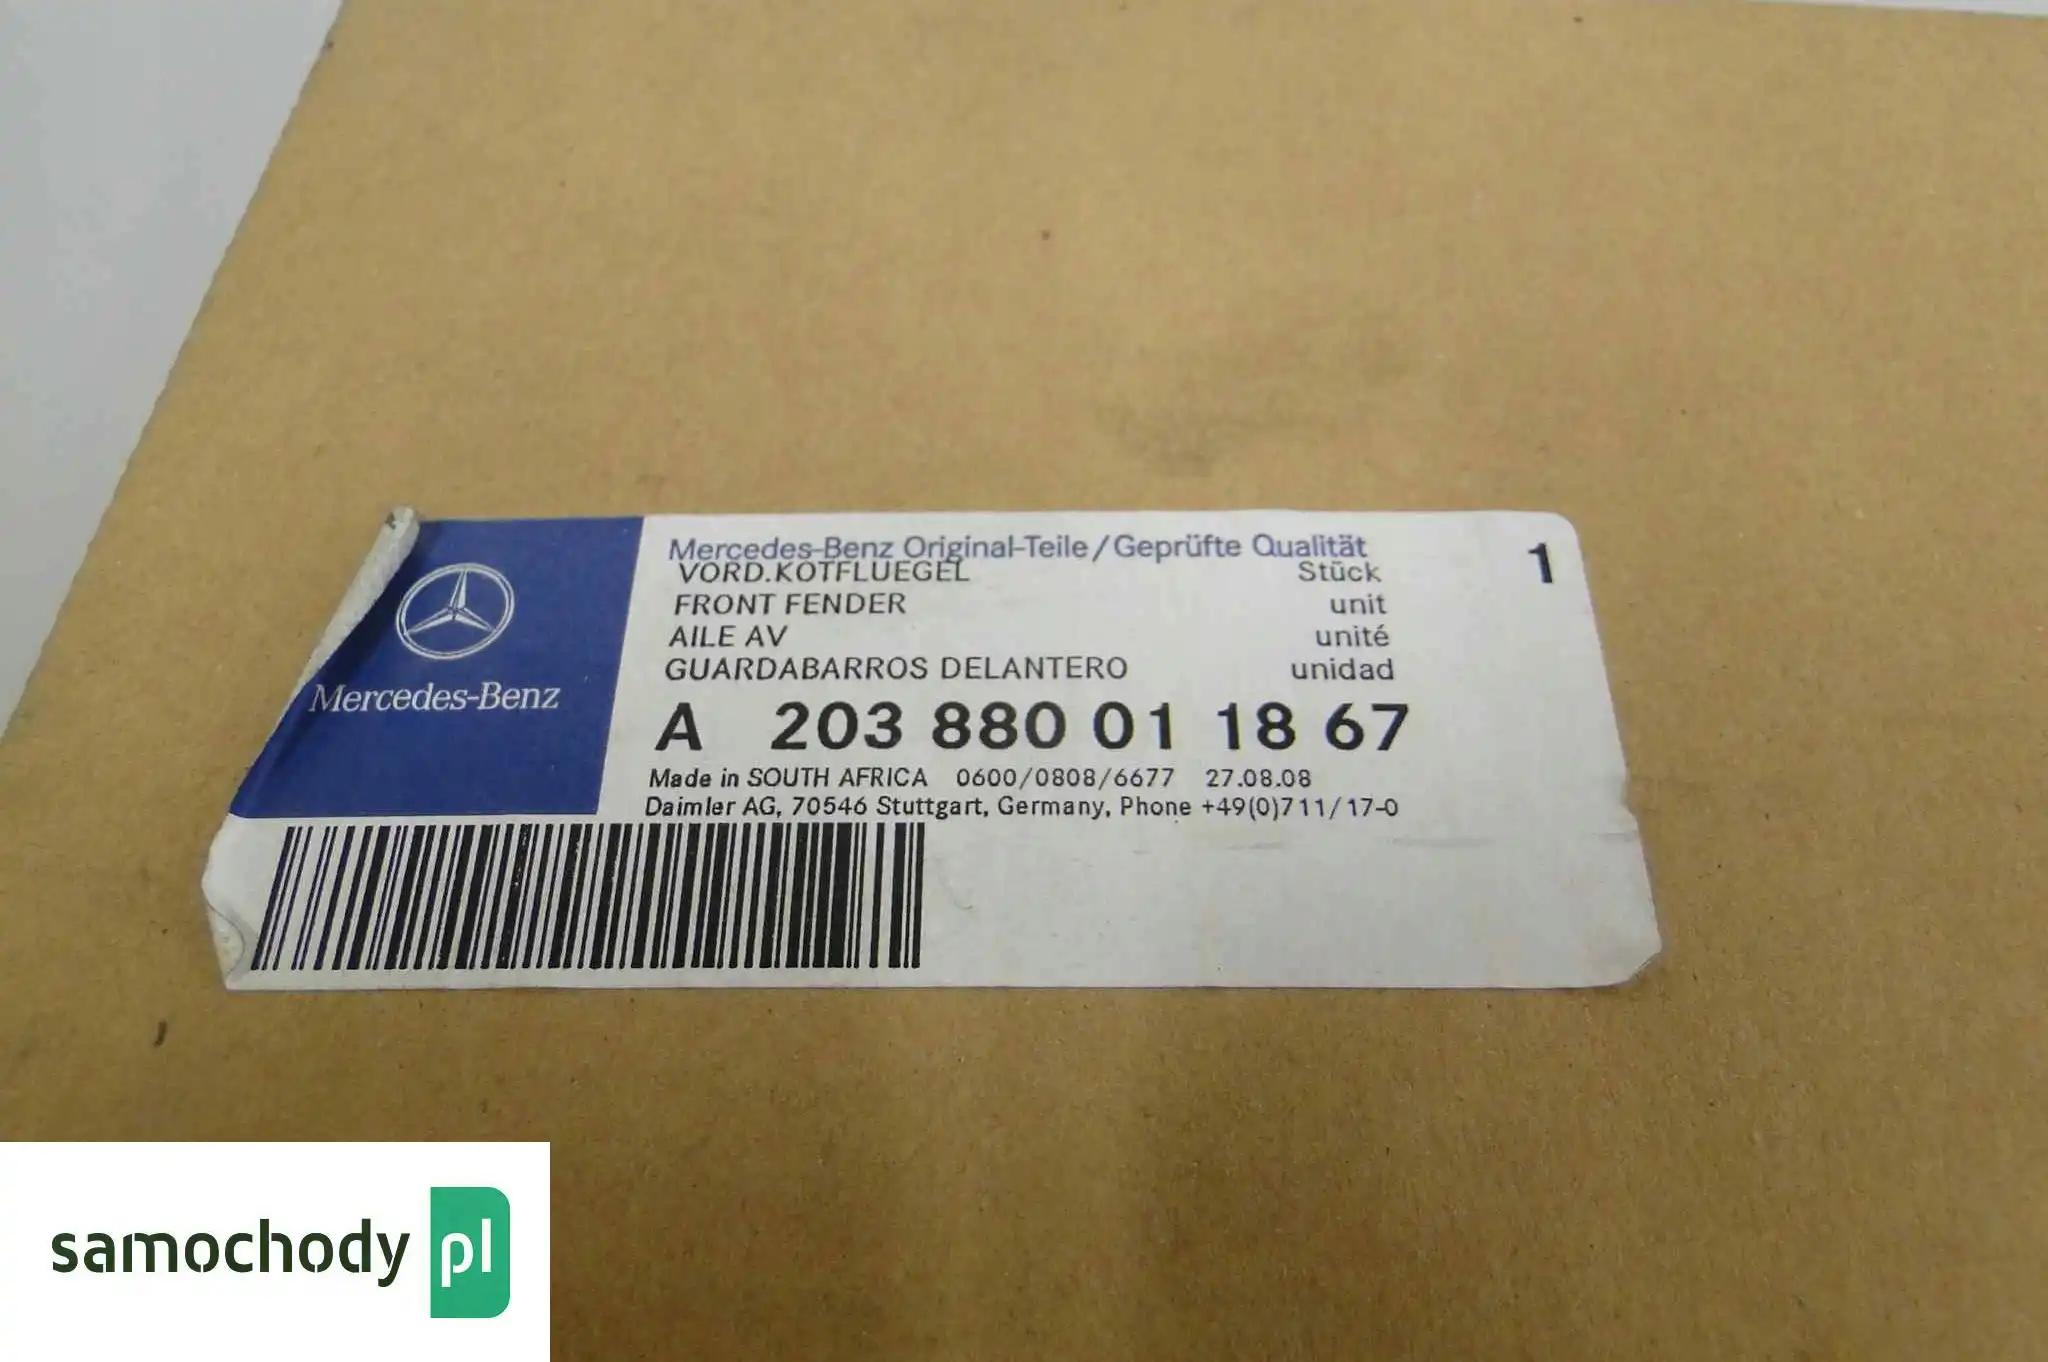 Mercedes-Benz Original-Teile/Geprüfte Qualität 1
VORD.KOTFLUEGEL Stück
FRONT FENDER unit
AILE AV unité
GUARDABARROS DELANTERO unidad
Mercedes-Benz
A 203 880 01 18 67
Made in SOUTH AFRICA 0600/0808/6677 27.08.08
Daimler AG, 70546 Stuttgart, Germany, Phone +49(0)711/17-0
samochody pl